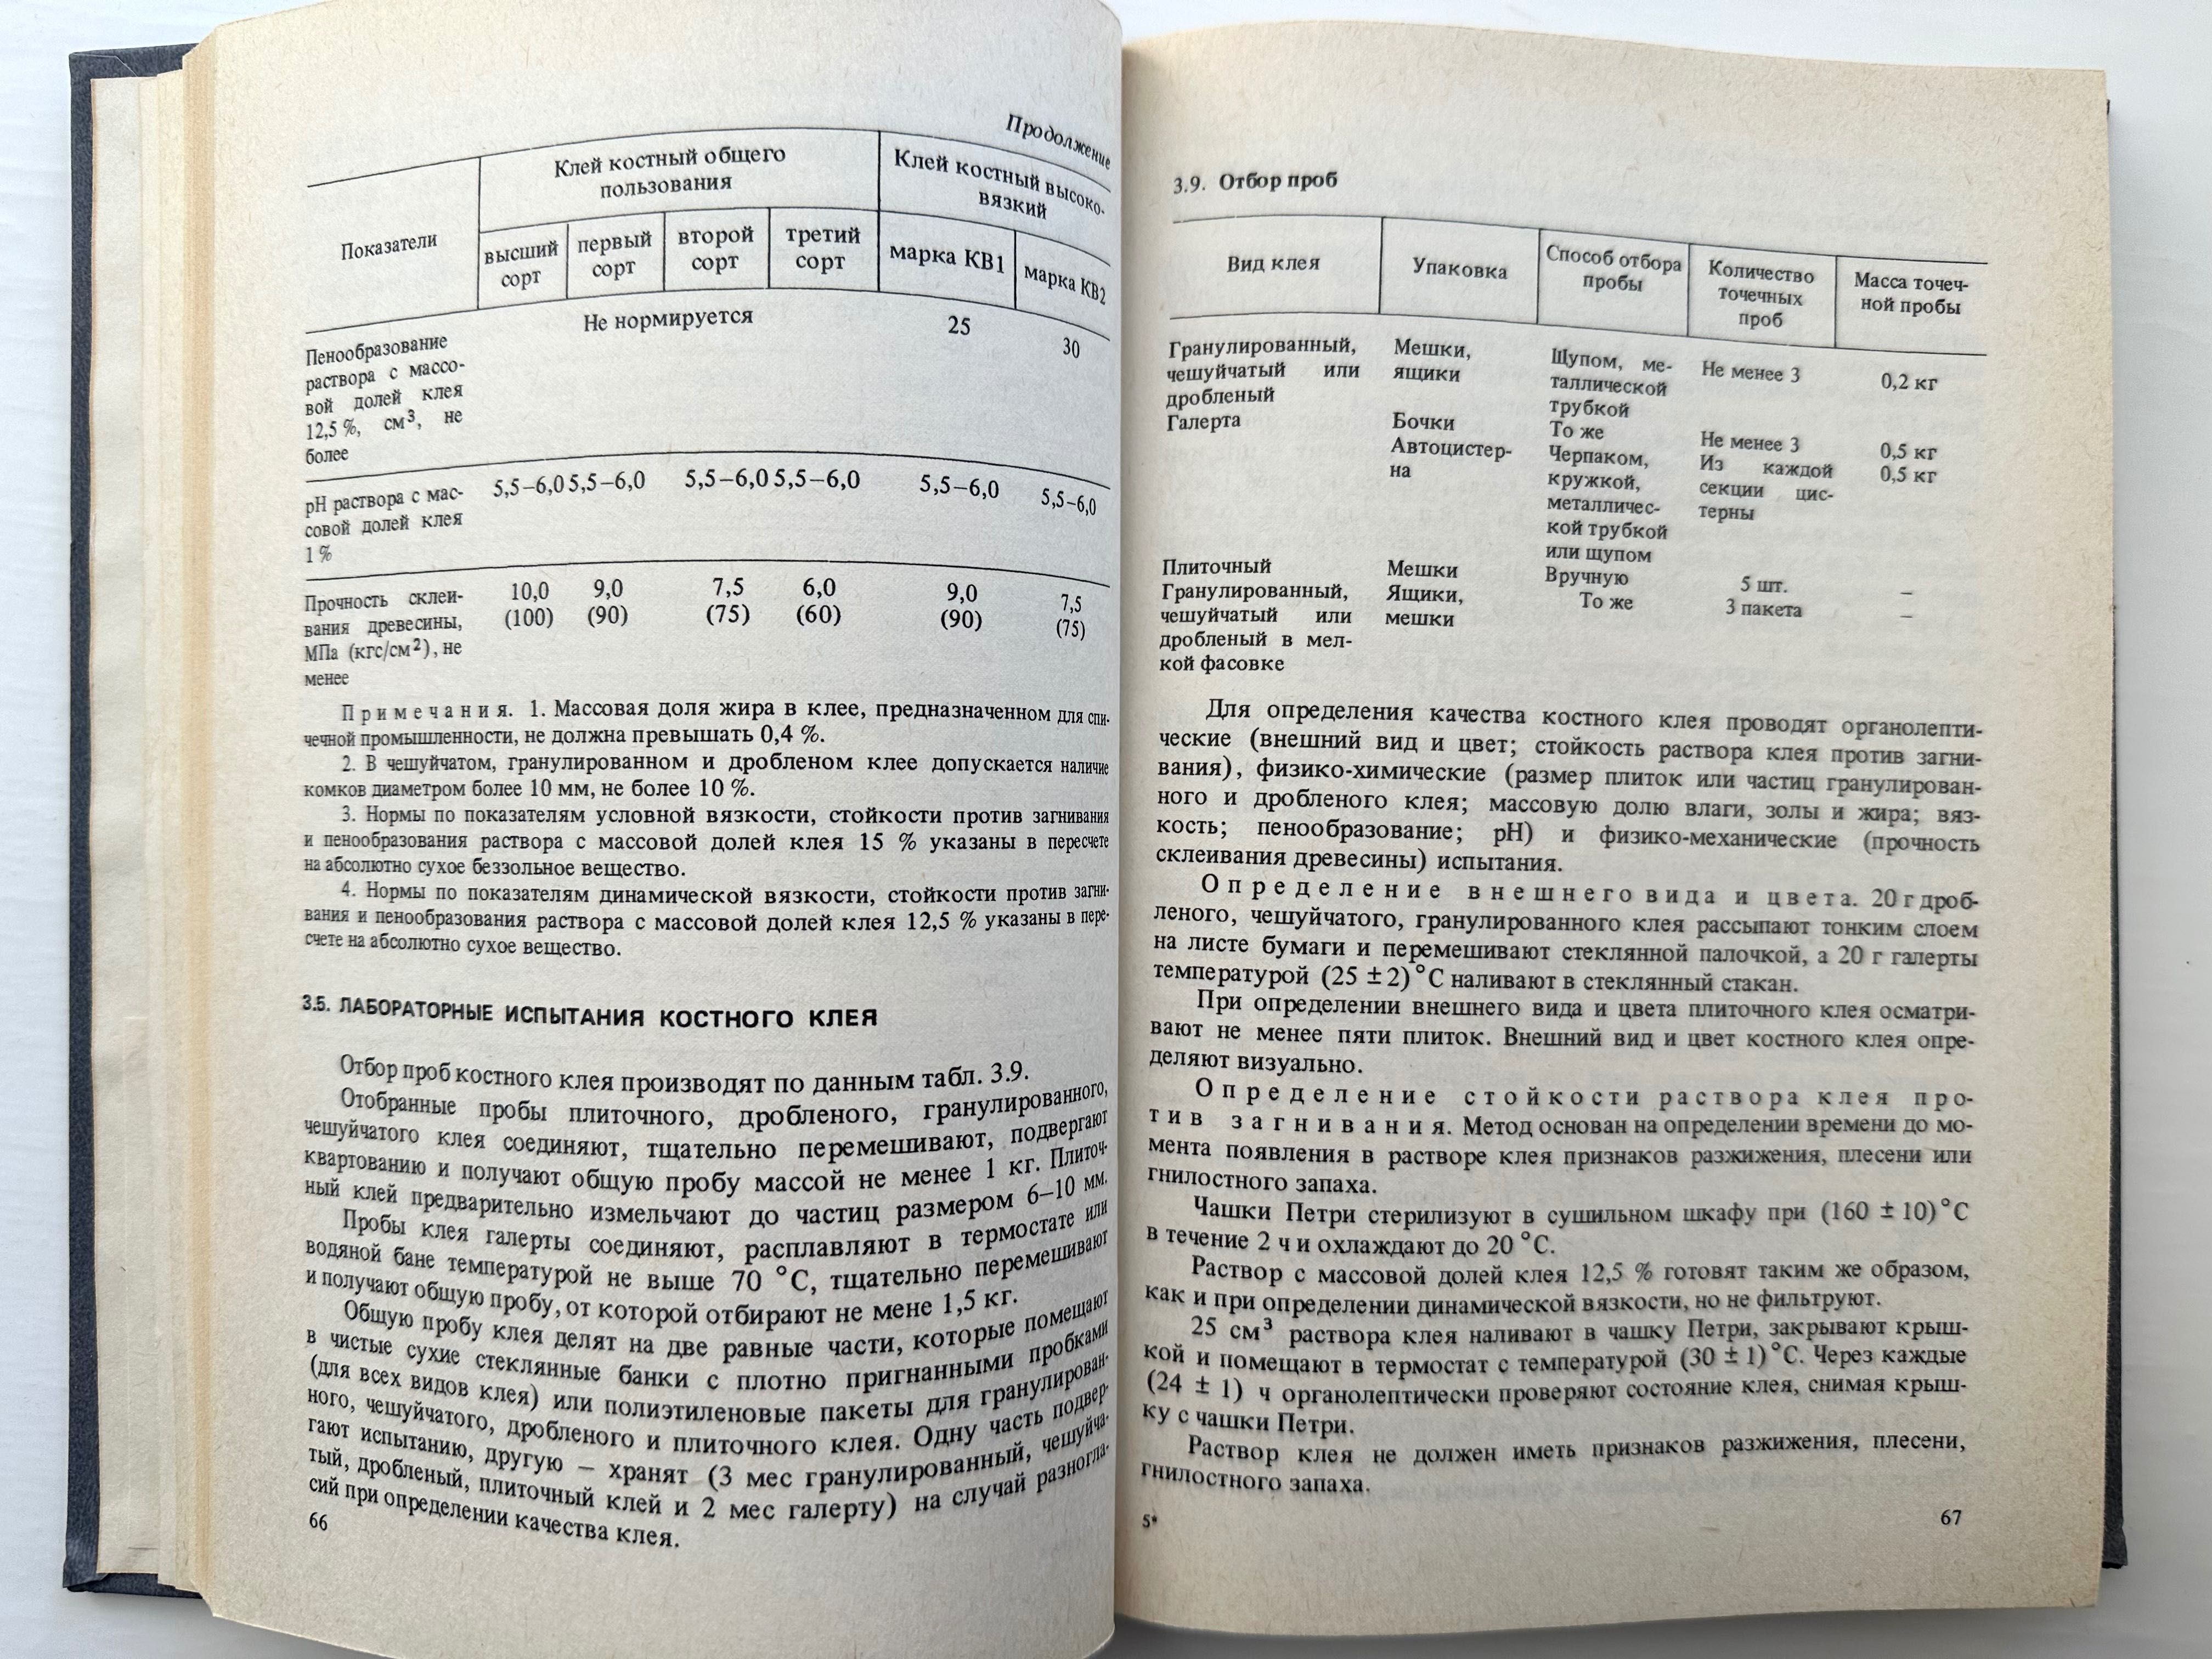 Продолжение
Показатели
Клей костный общего
пользования
Клей костный высоко-
вязкий
высший
сорт
первый
сорт
второй
сорт
третий
сорт
марка КВ1
марка КВ2
Пенообразование
раствора с массо-
вой долей клея
12,5 %, см³, не
более
Не нормируется 25 30
рН раствора с мас-
совой долей клея
1 %
5,5–6,0 5,5–6,0 5,5–6,0 5,5–6,0 5,5–6,0 5,5–6,0
Прочность склеи-
вания древесины,
МПа (кгс/см²), не
менее
10,0 9,0 7,5 6,0 9,0 7,5
(100) (90) (75) (60) (90) (75)
Примечания. 1. Массовая доля жира в клее, предназначенном для спи-
чечной промышленности, не должна превышать 0,4 %.
2. В чешуйчатом, гранулированном и дробленом клее допускается наличие
комков диаметром более 10 мм, не более 10 %.
3. Нормы по показателям условной вязкости, стойкости против загнивания
и пенообразования раствора с массовой долей клея 15 % указаны в пересчете
на абсолютно сухое беззольное вещество.
4. Нормы по показателям динамической вязкости, стойкости против загни-
вания и пенообразования раствора с массовой долей клея 12,5 % указаны в пере-
счете на абсолютно сухое вещество.
3.5. ЛАБОРАТОРНЫЕ ИСПЫТАНИЯ КОСТНОГО КЛЕЯ
Отбор проб костного клея производят по данным табл. 3.9.
Отобранные пробы плиточного, дробленого, гранулированного,
чешуйчатого клея соединяют, тщательно перемешивают, подвергают
квартованию и получают общую пробу массой не менее 1 кг. Плиточ-
ный клей предварительно измельчают до частиц размером 6–10 мм.
Пробы клея галерты соединяют, расплавляют в термостате или
водяной бане температурой не выше 70 °С, тщательно перемешивают
и получают общую пробу, от которой отбирают не мене 1,5 кг.
Общую пробу клея делят на две равные части, которые помещают
в чистые сухие стеклянные банки с плотно пригнанными пробками
(для всех видов клея) или полиэтиленовые пакеты для гранулирован-
ного, чешуйчатого, дробленого и плиточного клея. Одну часть подвер-
гают испытанию, другую – хранят (3 мес гранулированный, чешуйча-
тый, дробленый, плиточный клей и 2 мес галерту) на случай разногла-
сий при определении качества клея.
66
3.9. Отбор проб
Вид клея
Упаковка
Способ отбора
пробы
Количество
точечных
проб
Масса точеч-
ной пробы
Гранулированный,
чешуйчатый или
дробленый
Мешки,
ящики
Щупом, ме-
таллической
трубкой
Не менее 3
0,2 кг
Галерта
Бочки
То же
Не менее 3
0,5 кг
Автоцистер-
на
Черпаком,
кружкой,
металличес-
кой трубкой
или щупом
Из каждой
секции цис-
терны
0,5 кг
Плиточный
Мешки
Вручную
5 шт.
–
Гранулированный,
чешуйчатый или
дробленый в мел-
кой фасовке
Ящики,
мешки
То же
3 пакета
–
Для определения качества костного клея проводят органолепти-
ческие (внешний вид и цвет; стойкость раствора клея против загни-
вания), физико-химические (размер плиток или частиц гранулирован-
ного и дробленого клея; массовую долю влаги, золы и жира; вяз-
кость; пенообразование; рН) и физико-механические (прочность
склеивания древесины) испытания.
Определение внешнего вида и цвета. 20 г дроб-
леного, чешуйчатого, гранулированного клея рассыпают тонким слоем
на листе бумаги и перемешивают стеклянной палочкой, а 20 г галерты
температурой (25 ±2)°С наливают в стеклянный стакан.
При определении внешнего вида и цвета плиточного клея осматри-
вают не менее пяти плиток. Внешний вид и цвет костного клея опре-
деляют визуально.
Определение стойкости раствора клея про-
тив загнивания. Метод основан на определении времени до мо-
мента появления в растворе клея признаков разжижения, плесени или
гнилостного запаха.
Чашки Петри стерилизуют в сушильном шкафу при (160 ± 10)°С
в течение 2 ч и охлаждают до 20 °С.
Раствор с массовой долей клея 12,5 % готовят таким же образом,
как и при определении динамической вязкости, но не фильтруют.
25 см³ раствора клея наливают в чашку Петри, закрывают крыш-
кой и помещают в термостат с температурой (30 ± 1)°С. Через каждые
(24 ± 1) ч органолептически проверяют состояние клея, снимая крыш-
ку с чашки Петри.
Раствор клея не должен иметь признаков разжижения, плесени,
гнилостного запаха.
5*
67